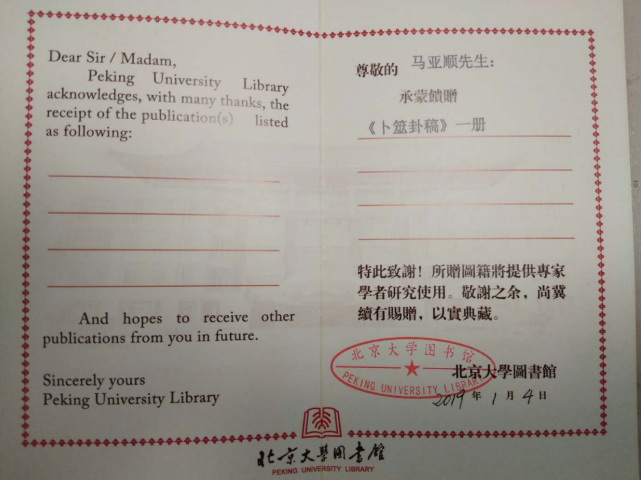 Dear Sir / Madam,
Peking University Library
acknowledges, with many thanks, the
receipt of the publication(s) listed
as following:
And hopes to receive other
publications from you in future.
Sincerely yours
Peking University Library
尊敬的 马亚顺先生：
承蒙饋贈
《卜筮卦稿》一册
特此致謝！所贈圖籍將提供專家
學者研究使用。敬謝之余，尚冀
續有賜贈，以實典藏。
北京大学图书馆
PEKING UNIVERSITY LIBRARY
北京大學圖書館
2019年1月4日
北京大學圖書館
PEKING UNIVERSITY LIBRARY